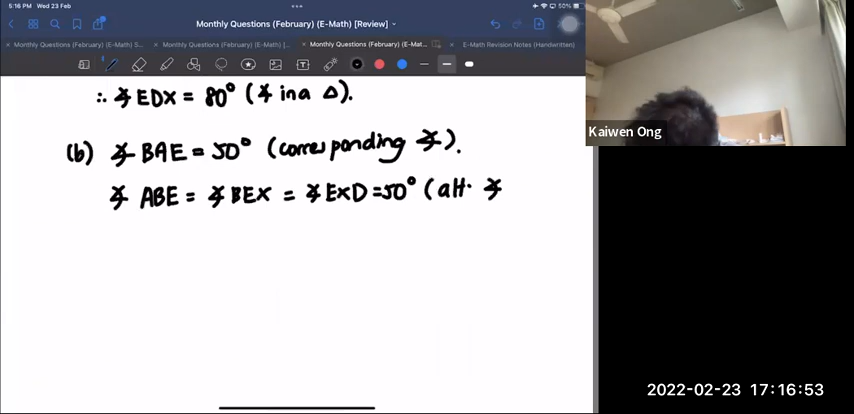 5:16 PM Wed 23 Feb
50%
Monthly Questions (February) (E-Math) [Review]
Monthly Questions (February) (E-Math) S...
Monthly Questions (February) (E-Math) [...
Monthly Questions (February) (E-Mat...
E-Math Revision Notes (Handwritten)
Kaiwen Ong
∴ ∡ EDX = 80° (∡ in a Δ).
(b) ∡ BAE = 50° (corresponding ∡).
∡ ABE = ∡ BEX = ∡ EXD = 50° (alt. ∡
2022-02-23 17:16:53